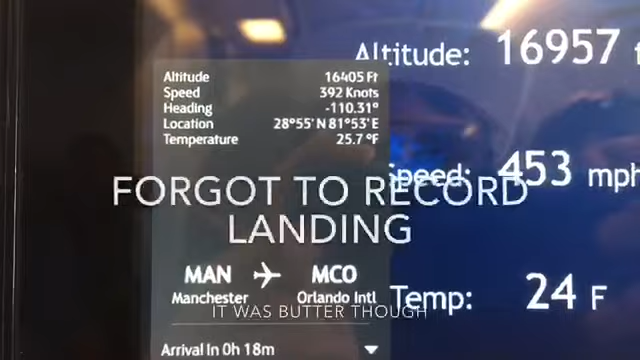 Altitude: 16957 f
Altitude 16405 Ft
Speed 392 Knots
Heading -110.31°
Location 28°55' N 81°53' E
Temperature 25.7 °F
Speed: 453 mph
FORGOT TO RECORD
LANDING
MAN MCO
Manchester Orlando Intl
Temp: 24 F
IT WAS BUTTER THOUGH
Arrival In 0h 18m